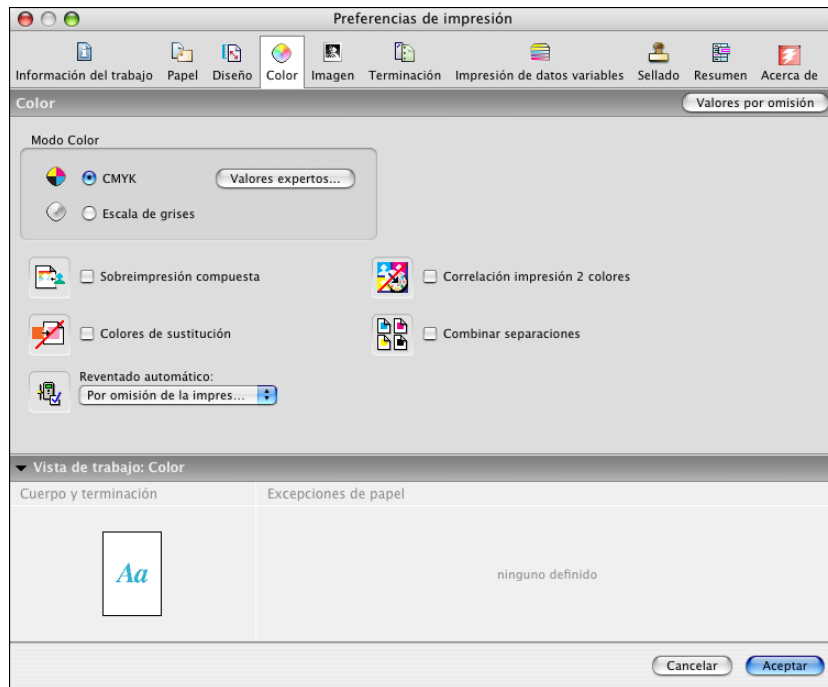 Preferencias de impresión
Información del trabajo Papel Diseño Color Imagen Terminación Impresión de datos variables Sellado Resumen Acerca de
Color Valores por omisión
Modo Color
CMYK Valores expertos...
Escala de grises
Sobreimpresión compuesta Correlación impresión 2 colores
Colores de sustitución Combinar separaciones
Reventado automático:
Por omisión de la impres...
Vista de trabajo: Color
Cuerpo y terminación Excepciones de papel
Aa
ninguno definido
Cancelar Aceptar